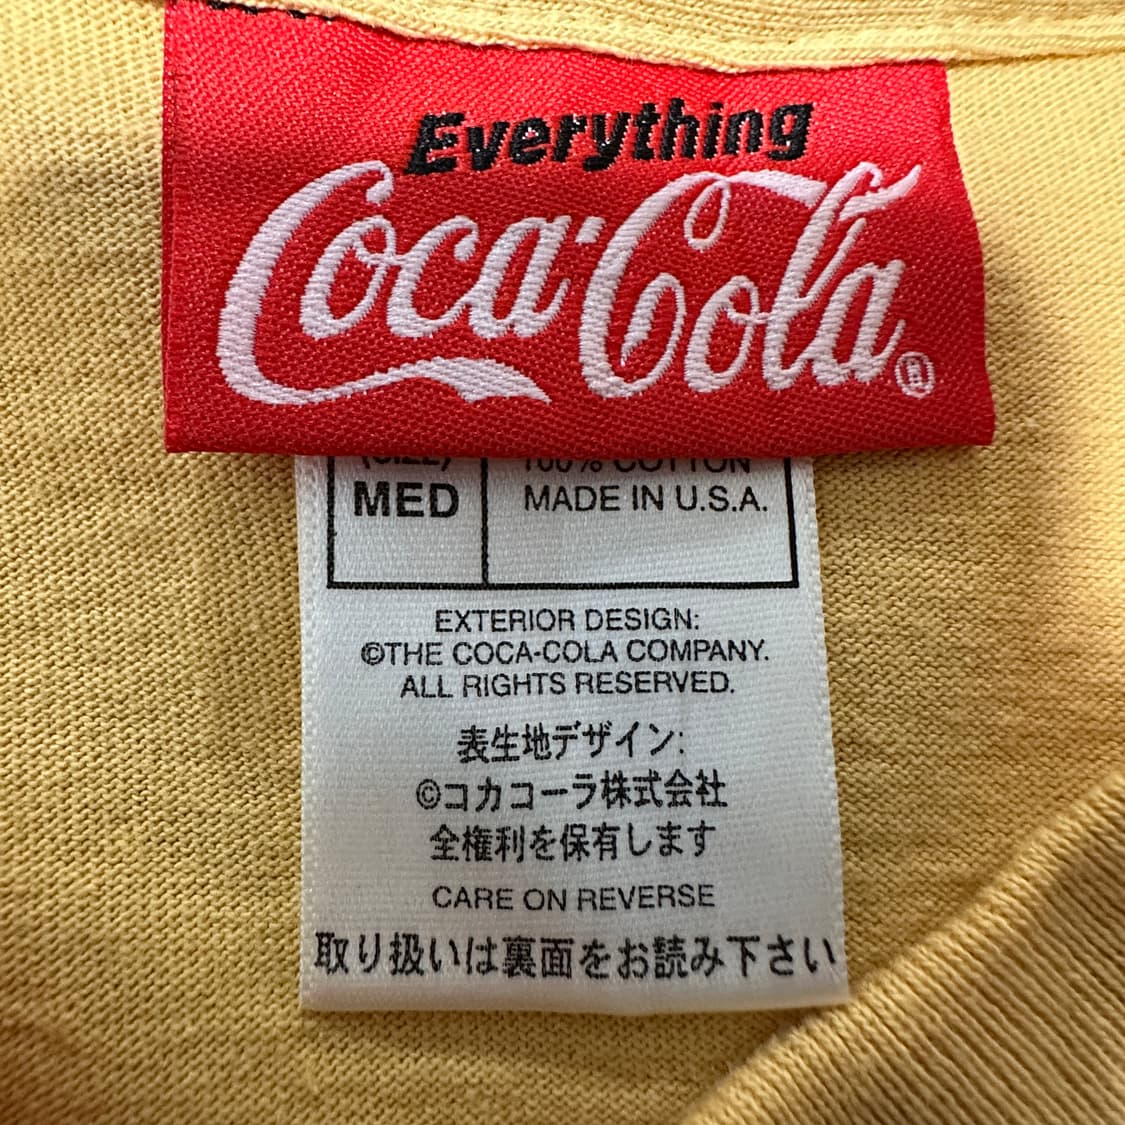 Everything
Coca-Cola®
(SIZE)
MED
100% COTTON
MADE IN U.S.A.
EXTERIOR DESIGN:
©THE COCA-COLA COMPANY.
ALL RIGHTS RESERVED.
表生地デザイン:
©コカコーラ株式会社
全権利を保有します
CARE ON REVERSE
取り扱いは裏面をお読み下さい